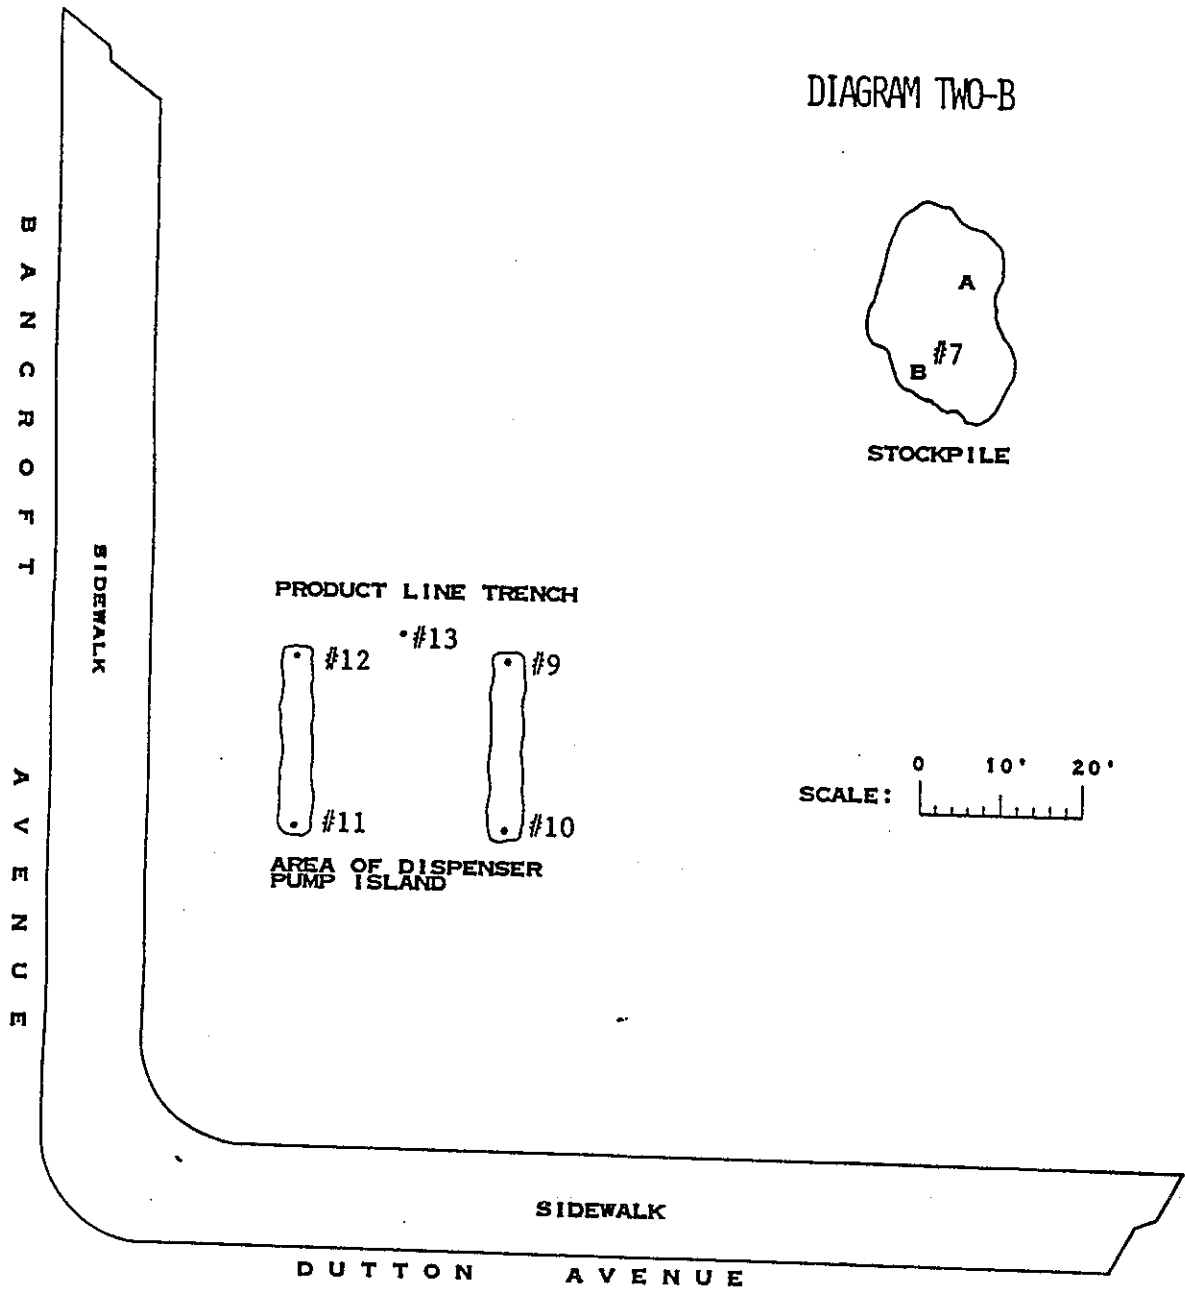 DIAGRAM TWO-B
BANCROFT AVENUE
SIDEWALK
A
#7
B
STOCKPILE
PRODUCT LINE TRENCH
#13
#12
#9
0 10' 20'
SCALE:
#11
#10
AREA OF DISPENSER
PUMP ISLAND
SIDEWALK
DUTTON AVENUE